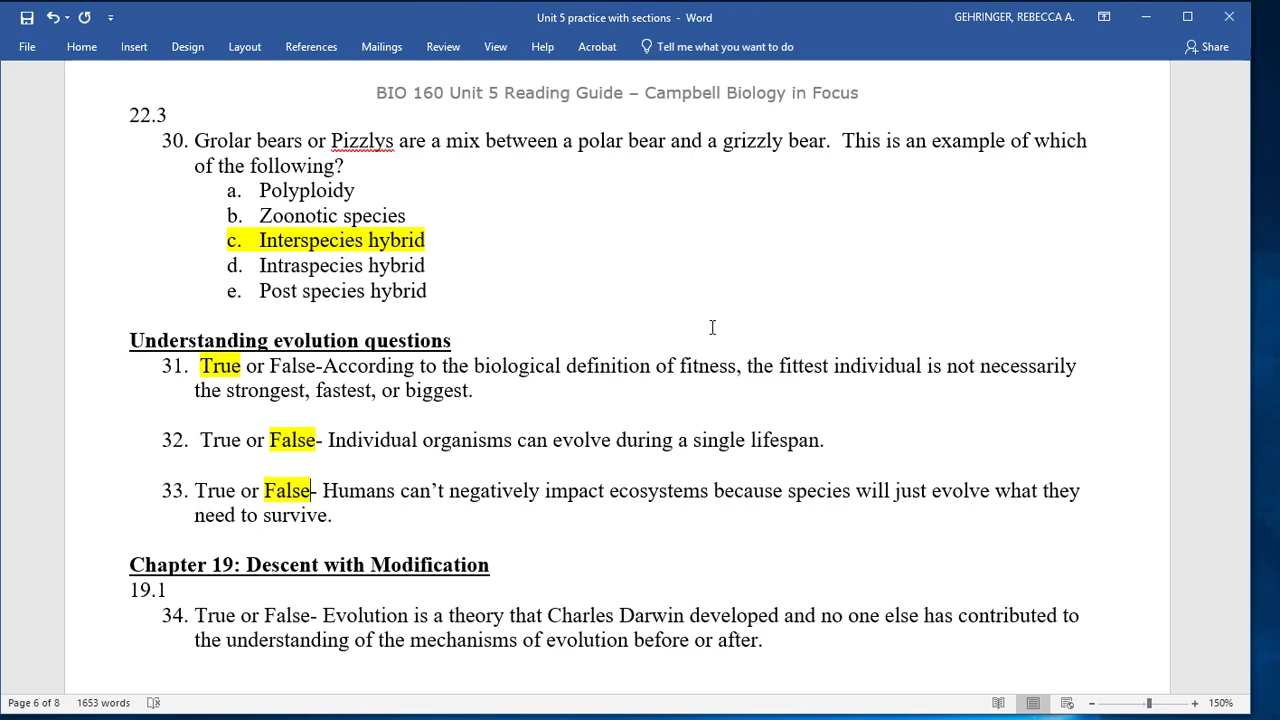 Unit 5 practice with sections - Word
GEHRINGER, REBECCA A.
File Home Insert Design Layout References Mailings Review View Help Acrobat Tell me what you want to do Share
BIO 160 Unit 5 Reading Guide – Campbell Biology in Focus
22.3
30. Grolar bears or Pizzlys are a mix between a polar bear and a grizzly bear. This is an example of which
of the following?
a. Polyploidy
b. Zoonotic species
c. Interspecies hybrid
d. Intraspecies hybrid
e. Post species hybrid
Understanding evolution questions
31. True or False-According to the biological definition of fitness, the fittest individual is not necessarily
the strongest, fastest, or biggest.
32. True or False- Individual organisms can evolve during a single lifespan.
33. True or False- Humans can’t negatively impact ecosystems because species will just evolve what they
need to survive.
Chapter 19: Descent with Modification
19.1
34. True or False- Evolution is a theory that Charles Darwin developed and no one else has contributed to
the understanding of the mechanisms of evolution before or after.
Page 6 of 8 1653 words 150%